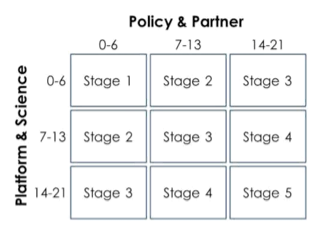 Policy & Partner
0-6 7-13 14-21
Platform & Science
0-6 Stage 1 Stage 2 Stage 3
7-13 Stage 2 Stage 3 Stage 4
14-21 Stage 3 Stage 4 Stage 5